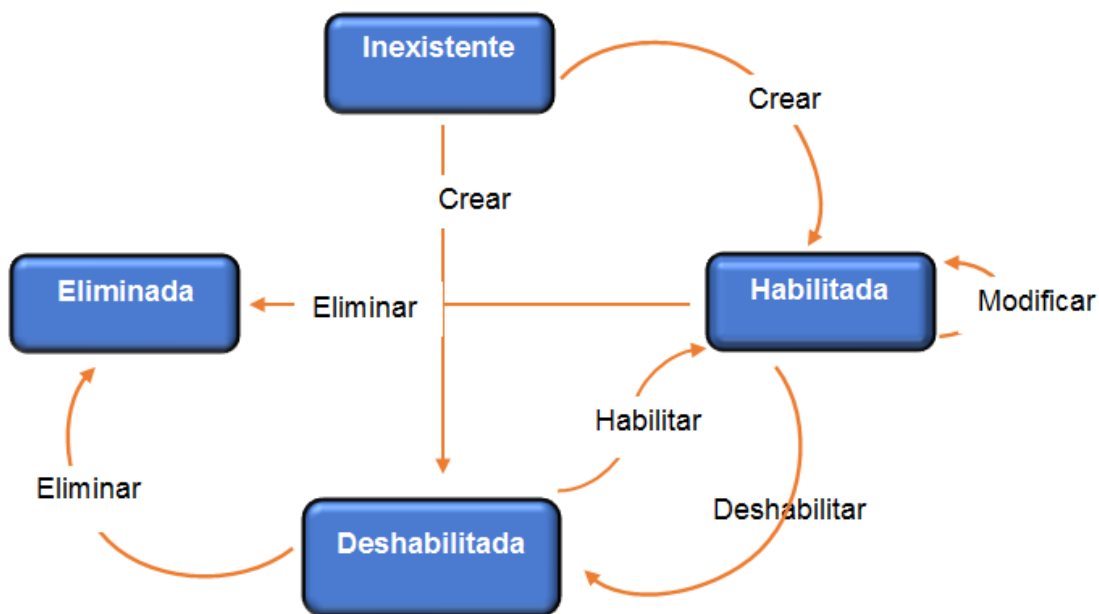 Inexistente
Crear
Crear
Eliminada
Eliminar
Habilitada
Modificar
Habilitar
Eliminar
Deshabilitar
Deshabilitada